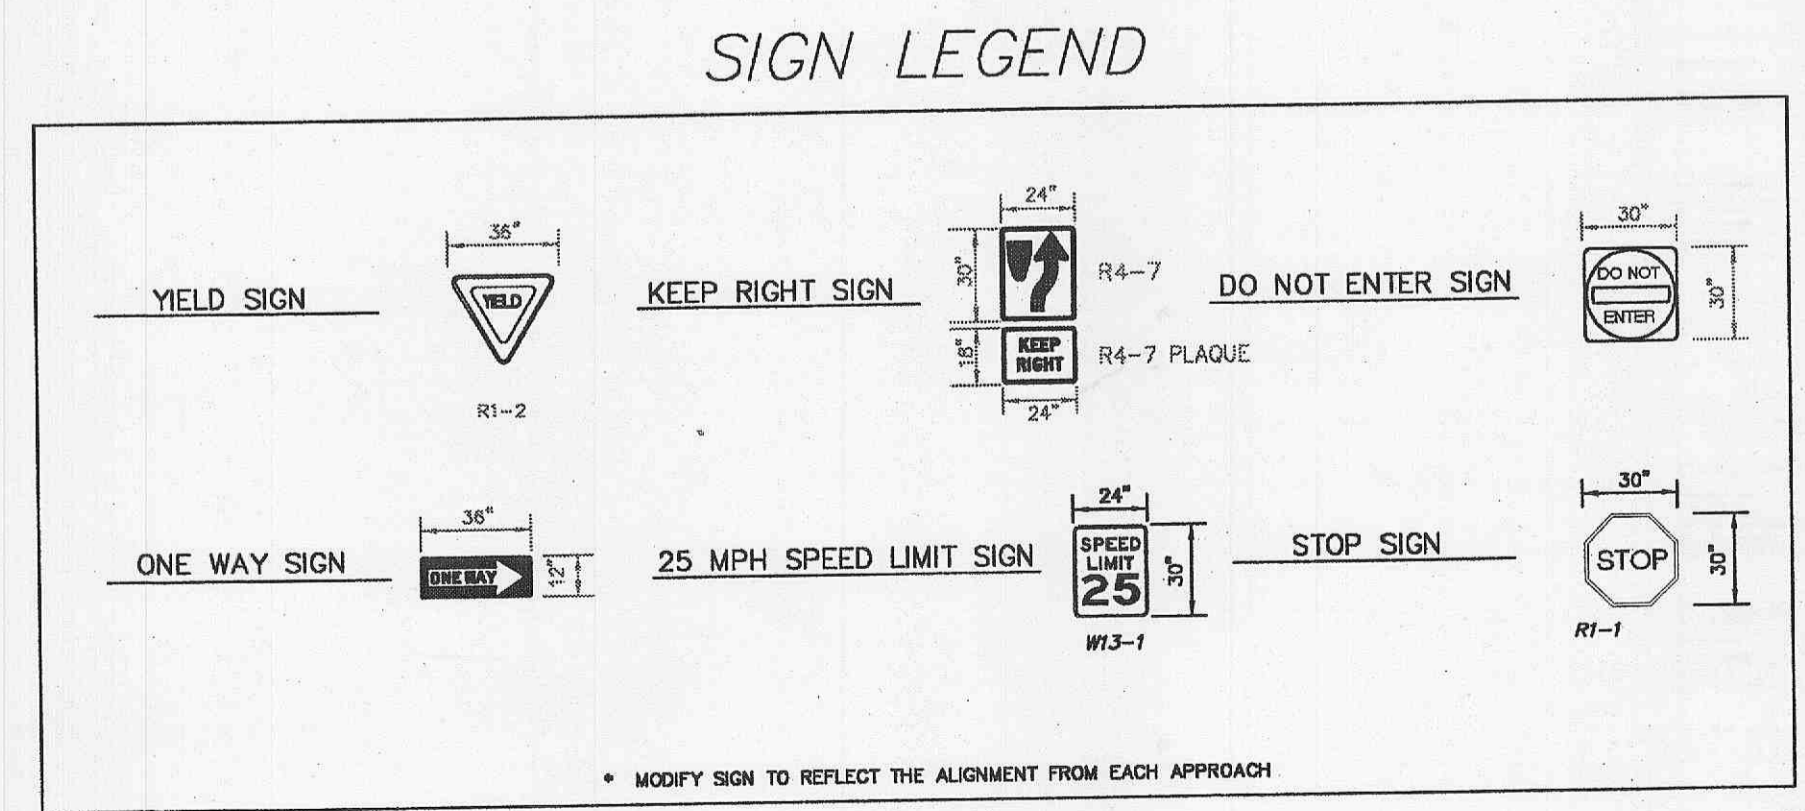 SIGN LEGEND
YIELD SIGN
36"
YIELD
R1-2
KEEP RIGHT SIGN
24"
30"
R4-7
18"
KEEP
RIGHT
R4-7 PLAQUE
24"
DO NOT ENTER SIGN
30"
DO NOT
ENTER
30"
ONE WAY SIGN
36"
ONE WAY
12"
25 MPH SPEED LIMIT SIGN
24"
SPEED
LIMIT
25
30"
W13-1
STOP SIGN
30"
STOP
30"
R1-1
* MODIFY SIGN TO REFLECT THE ALIGNMENT FROM EACH APPROACH